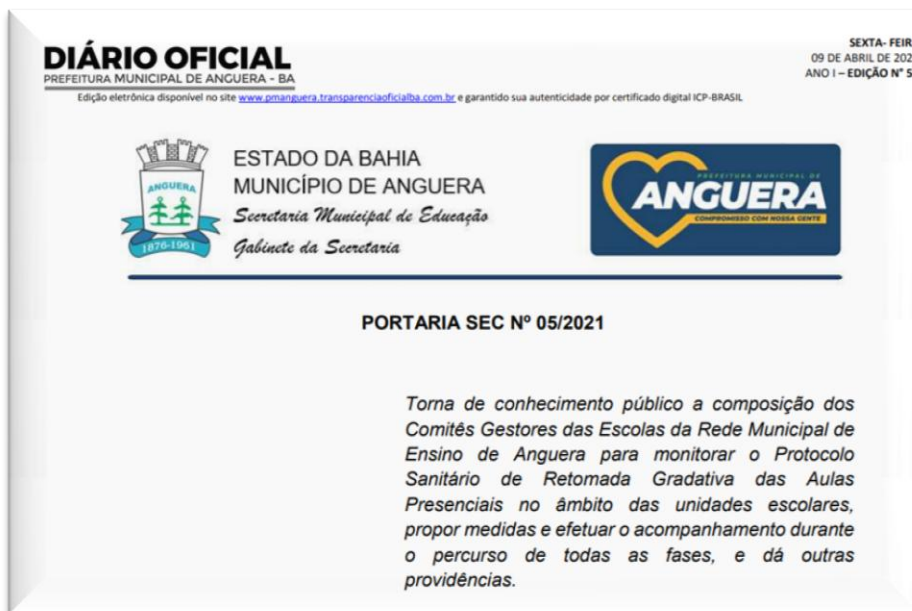 DIÁRIO OFICIAL
PREFEITURA MUNICIPAL DE ANGUERA - BA
SEXTA- FEIR
09 DE ABRIL DE 202
ANO I – EDIÇÃO N° 5
Edição eletrônica disponível no site www.pmanguera.transparenciaoficialba.com.br e garantido sua autenticidade por certificado digital ICP-BRASIL
ANGUERA
1876-1961
ESTADO DA BAHIA
MUNICÍPIO DE ANGUERA
Secretaria Municipal de Educação
Gabinete da Secretaria
PREFEITURA MUNICIPAL DE
ANGUERA
COMPROMISSO COM NOSSA GENTE
PORTARIA SEC Nº 05/2021
Torna de conhecimento público a composição dos
Comitês Gestores das Escolas da Rede Municipal de
Ensino de Anguera para monitorar o Protocolo
Sanitário de Retomada Gradativa das Aulas
Presenciais no âmbito das unidades escolares,
propor medidas e efetuar o acompanhamento durante
o percurso de todas as fases, e dá outras
providências.